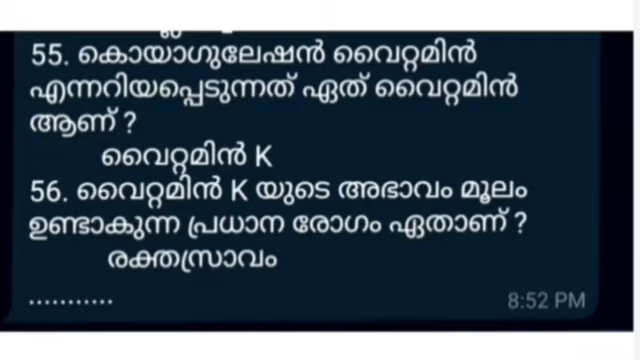 55. കൊയാഗുലേഷൻ വൈറ്റമിൻ
എന്നറിയപ്പെടുന്നത് ഏത് വൈറ്റമിൻ
ആണ് ?
വൈറ്റമിൻ K
56. വൈറ്റമിൻ K യുടെ അഭാവം മൂലം
ഉണ്ടാകുന്ന പ്രധാന രോഗം ഏതാണ് ?
രക്തസ്രാവം
...........
8:52 PM